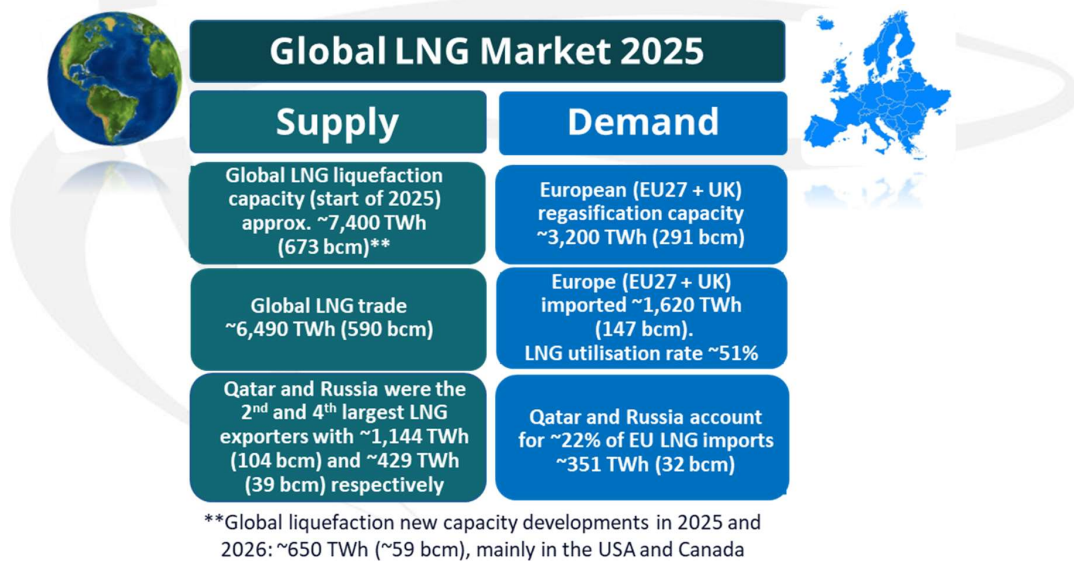 Global LNG Market 2025
Supply
Global LNG liquefaction
capacity (start of 2025)
approx. ~7,400 TWh
(673 bcm)**
Global LNG trade
~6,490 TWh (590 bcm)
Qatar and Russia were the
2nd and 4th largest LNG
exporters with ~1,144 TWh
(104 bcm) and ~429 TWh
(39 bcm) respectively
Demand
European (EU27 + UK)
regasification capacity
~3,200 TWh (291 bcm)
Europe (EU27 + UK)
imported ~1,620 TWh
(147 bcm).
LNG utilisation rate ~51%
Qatar and Russia account
for ~22% of EU LNG imports
~351 TWh (32 bcm)
**Global liquefaction new capacity developments in 2025 and
2026: ~650 TWh (~59 bcm), mainly in the USA and Canada